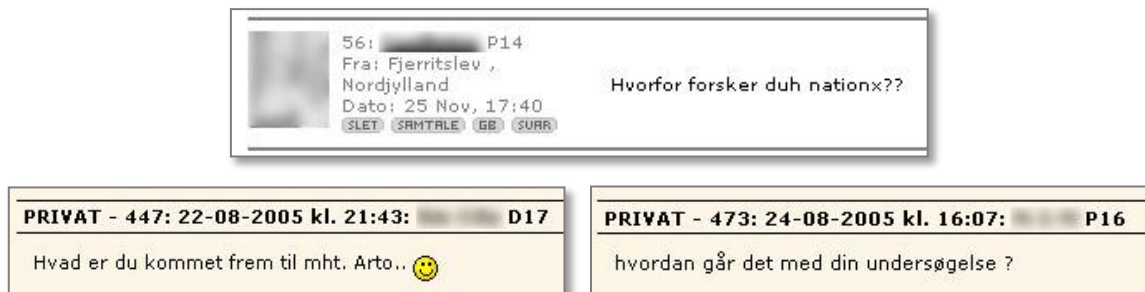 56: P14
Fra: Fjerritslev ,
Nordjylland
Dato: 25 Nov, 17:40
SLET SAMTALE GB SVAR
Hvorfor forsker duh nationx??
PRIVAT - 447: 22-08-2005 kl. 21:43: D17
Hvad er du kommet frem til mht. Arto..
PRIVAT - 473: 24-08-2005 kl. 16:07: P16
hvordan går det med din undersøgelse ?